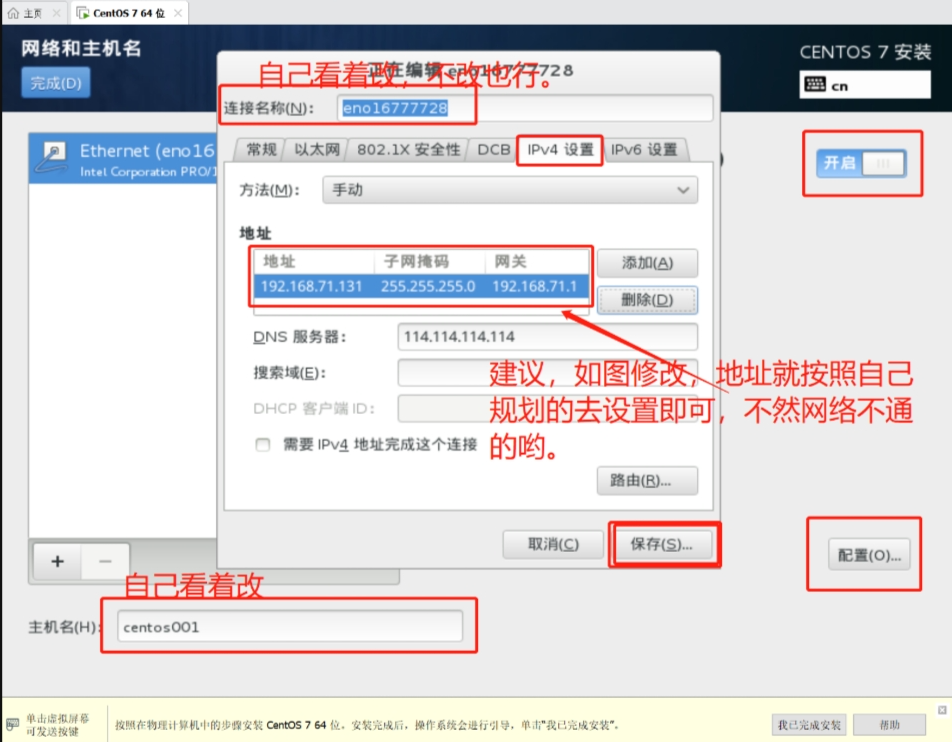 主页
CentOS 7 64 位
网络和主机名
完成(D)
CENTOS 7 安装
cn
正在编辑 eno16777728
自己看着改，不改也行。
连接名称(N)：
eno16777728
Ethernet (eno16
Intel Corporation PRO/1
开启
常规
以太网
802.1X 安全性
DCB
IPv4 设置
IPv6 设置
方法(M)：
手动
地址
地址 子网掩码 网关
192.168.71.131 255.255.255.0 192.168.71.1
添加(A)
删除(D)
DNS 服务器：
114.114.114.114
搜索域(E)：
DHCP 客户端 ID：
需要 IPv4 地址完成这个连接
建议，如图修改，地址就按照自己
规划的去设置即可，不然网络不通
的哟。
路由(R)...
取消(C)
保存(S)...
配置(O)...
自己看着改
主机名(H)：
centos001
单击虚拟屏幕
可发送按键
按照在物理计算机中的步骤安装 CentOS 7 64 位。安装完成后，操作系统会进行引导，单击“我已完成安装”。
我已完成安装
帮助